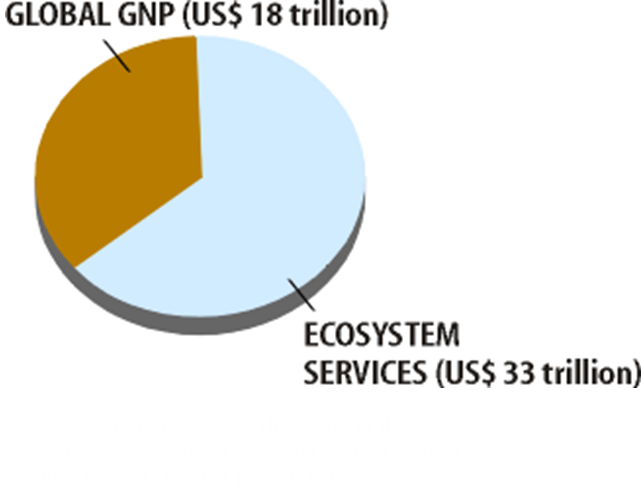 GLOBAL GNP (US$ 18 trillion)
ECOSYSTEM
SERVICES (US$ 33 trillion)